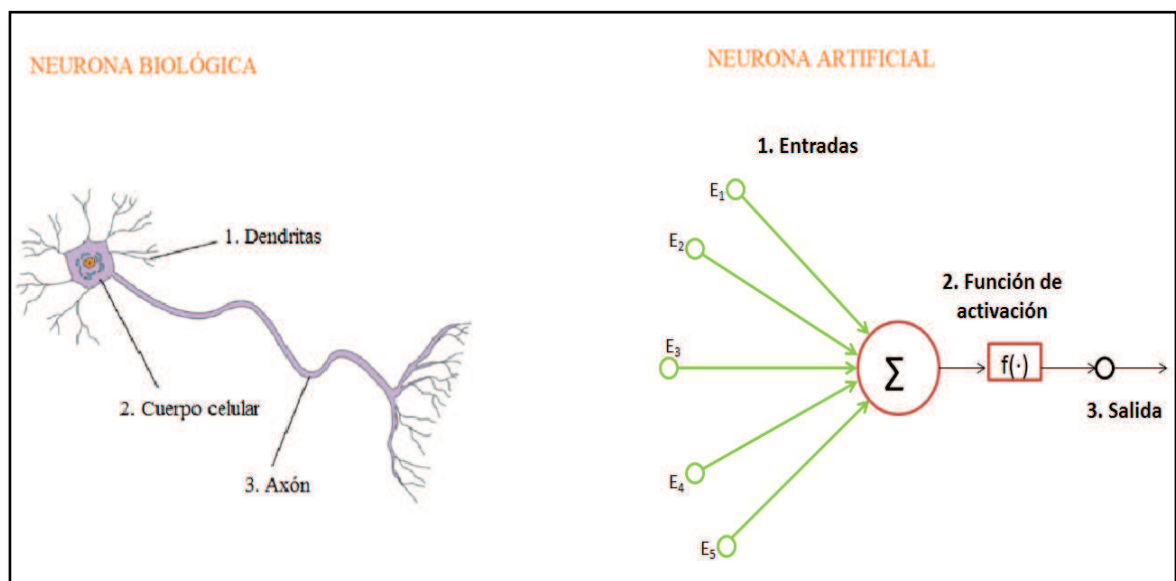 NEURONA BIOLÓGICA
1. Dendritas
2. Cuerpo celular
3. Axón
NEURONA ARTIFICIAL
1. Entradas
E₁
E₂
E₃
E₄
E₅
Σ
2. Función de
activación
f(·)
3. Salida